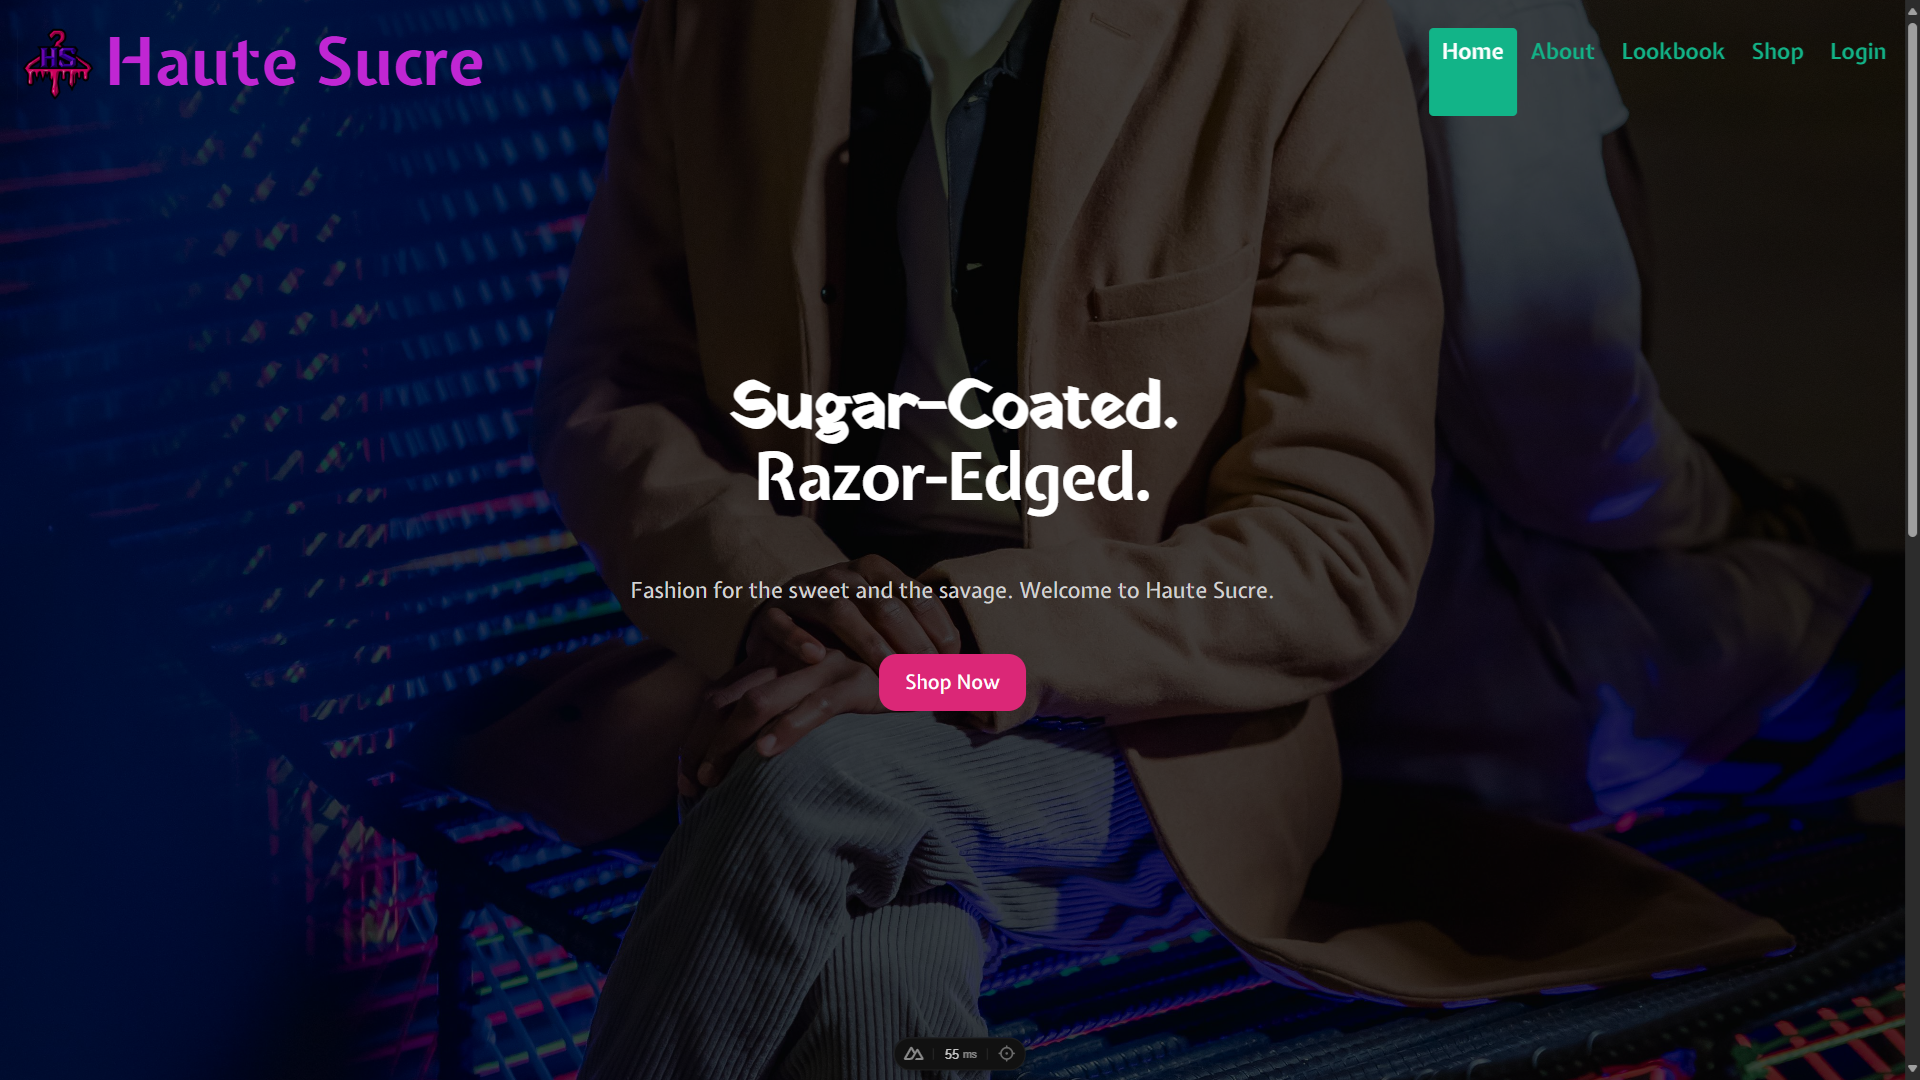 HS Haute Sucre
Home About Lookbook Shop Login
Sugar-Coated.
Razor-Edged.
Fashion for the sweet and the savage. Welcome to Haute Sucre.
Shop Now
55 ms